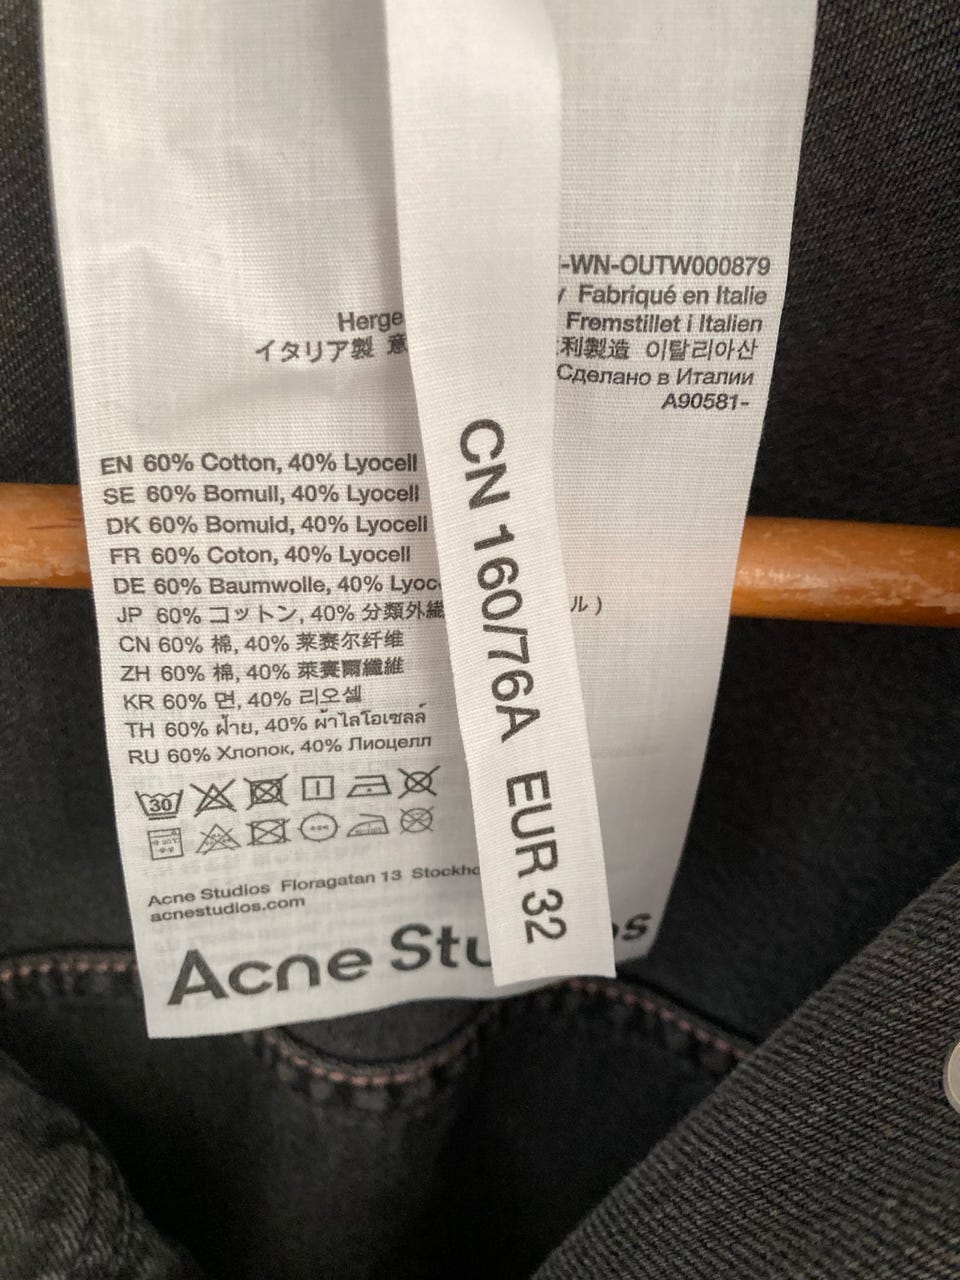 -WN-OUTW000879
Fabriqué en Italie
Fremstillet i Italien
イタリア製
利製造 이탈리아산
Сделано в Италии
A90581-
EN 60% Cotton, 40% Lyocell
SE 60% Bomull, 40% Lyocell
DK 60% Bomuld, 40% Lyocell
FR 60% Coton, 40% Lyocell
DE 60% Baumwolle, 40%
JP 60% コットン, 40% 分類外繊
ル )
CN 60% 棉, 40% 莱赛尔纤维
ZH 60% 棉, 40% 萊賽爾纖維
KR 60% 면, 40% 리오셀
TH 60% ฝ้าย, 40% ผ้าไลโอเซลล์
RU 60% Хлопок, 40% Лиоцелл
30
Acne Studios Floragatan 13
acnestudios.com
Acne
CN 160/76A EUR 32